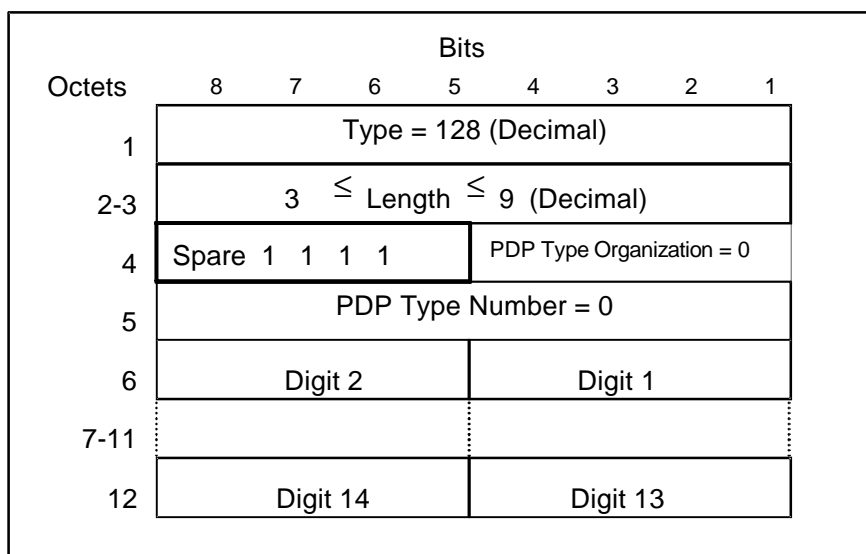 Bits
Octets 8 7 6 5 4 3 2 1
1 Type = 128 (Decimal)
2-3 3 ≤ Length ≤ 9 (Decimal)
4 Spare 1 1 1 1 PDP Type Organization = 0
5 PDP Type Number = 0
6 Digit 2 Digit 1
7-11
12 Digit 14 Digit 13